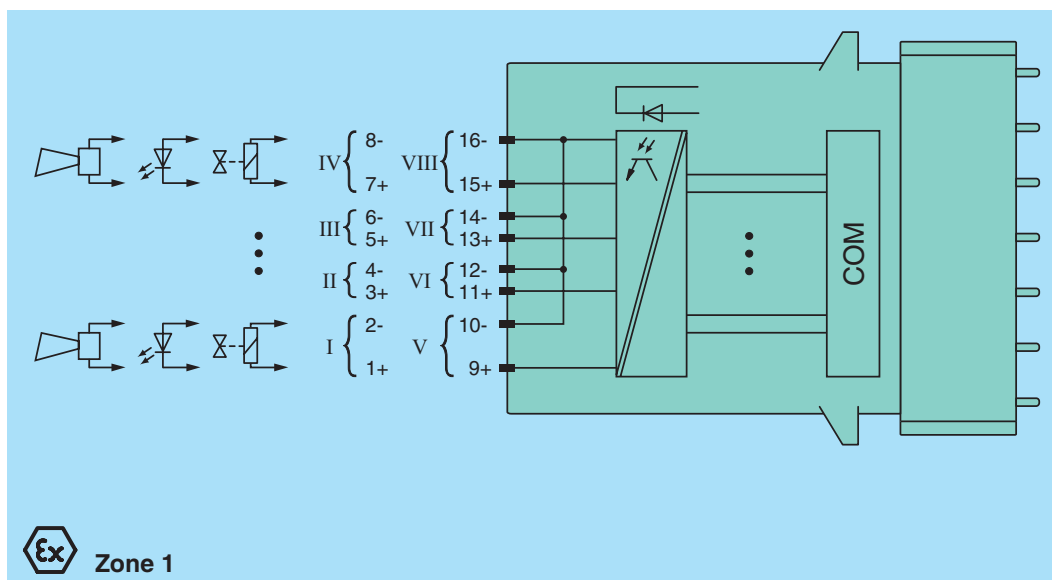 IV 8- VIII 16-
7+ 15+
III 6- VII 14-
5+ 13+
II 4- VI 12-
3+ 11+
I 2- V 10-
1+ 9+
COM
Ex Zone 1